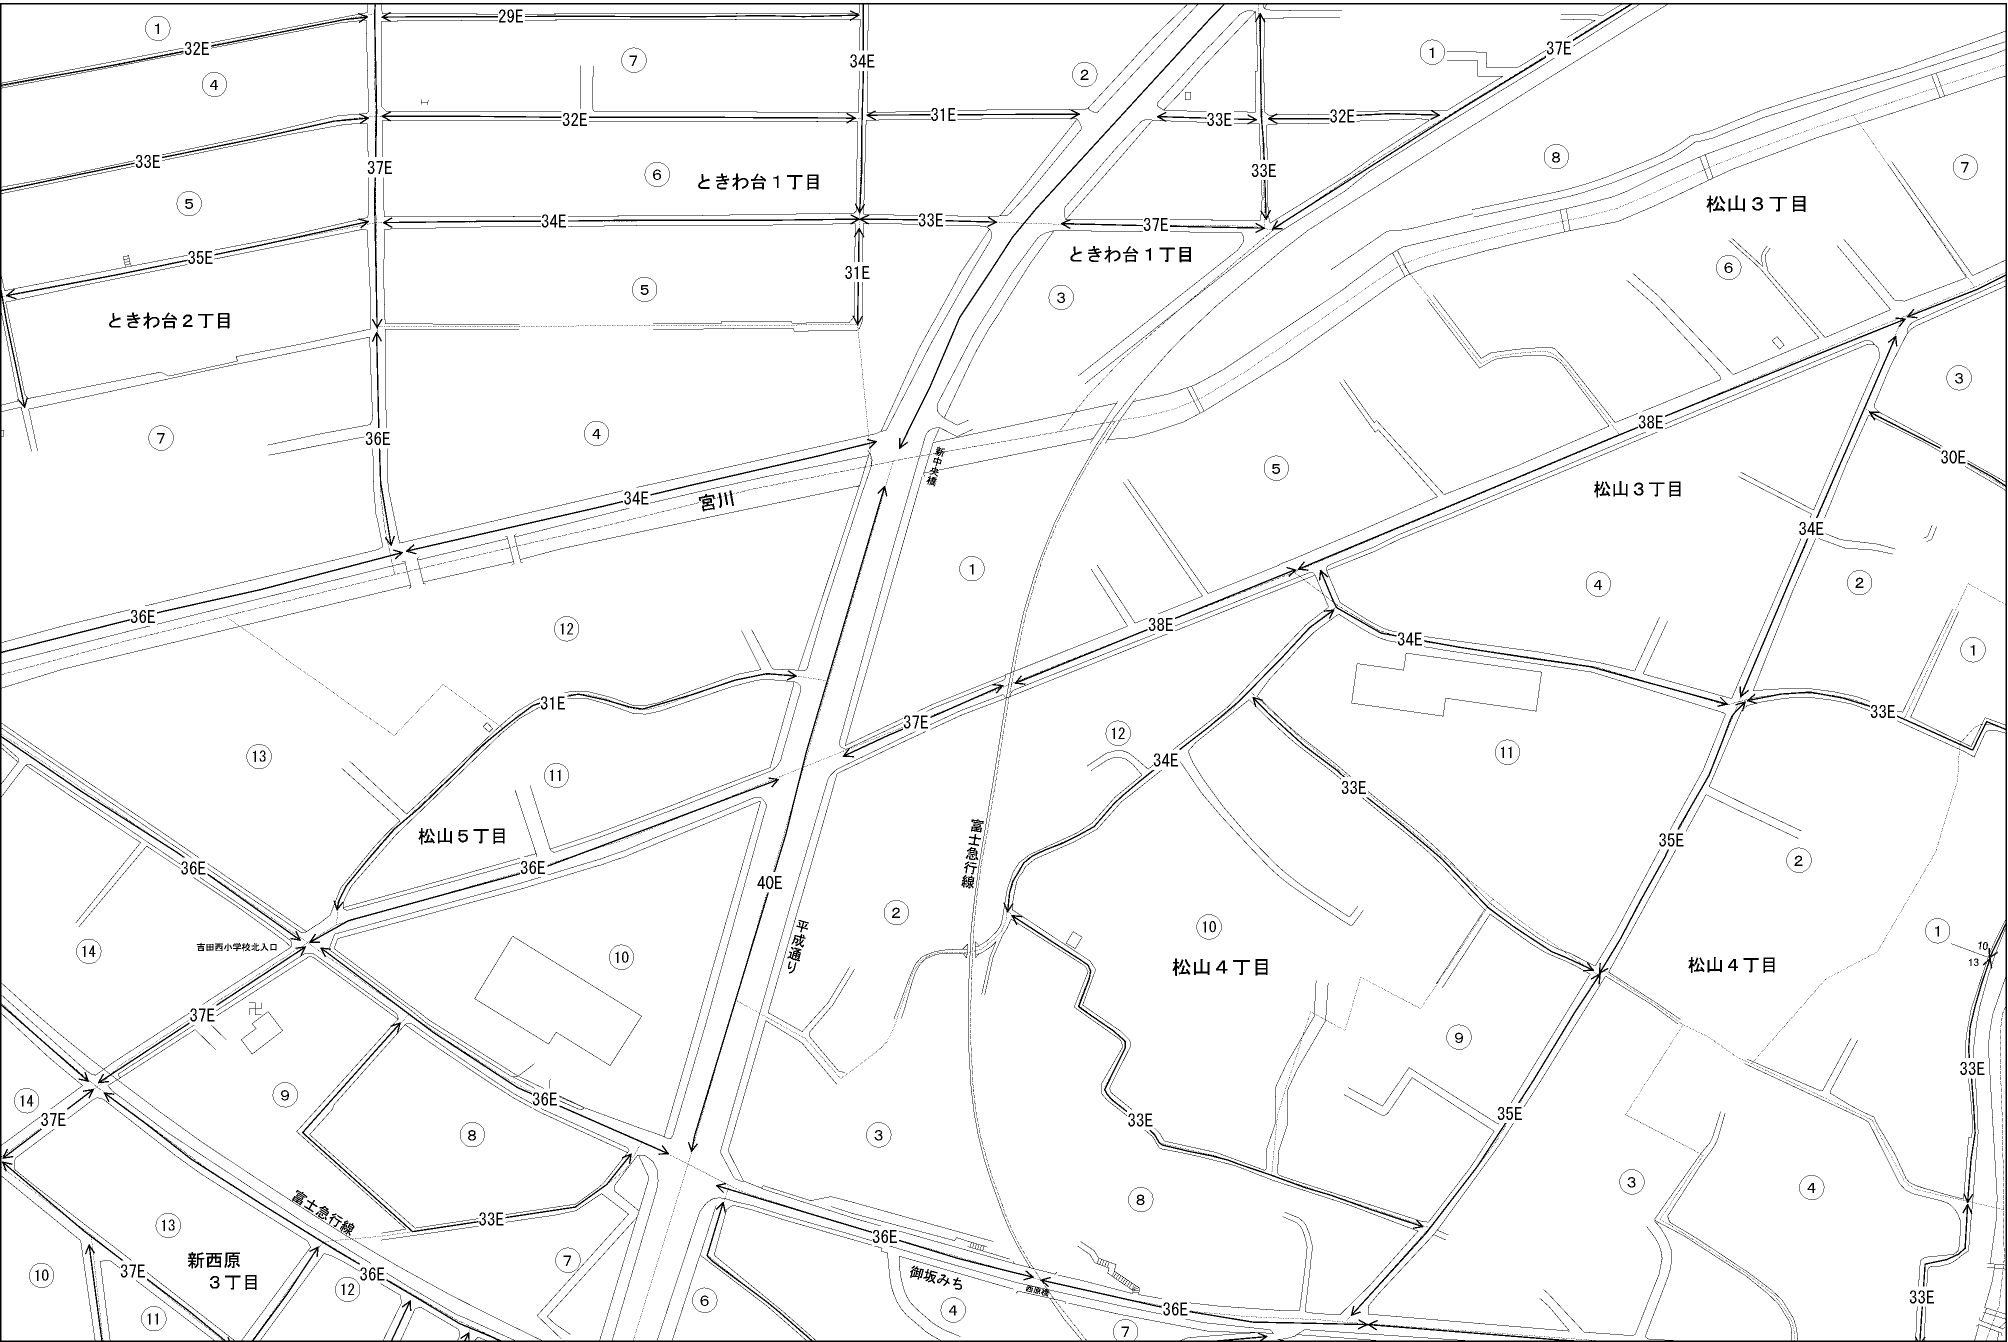 ① 29E
32E
34E 37E
⑦ ① 
② 
④
32E 31E 33E 32E
33E 37E 33E ⑧ ⑦
⑥ ときわ台1丁目
⑤ 松山3丁目
34E 33E 37E
35E ときわ台1丁目
31E ⑥
⑤ ③
ときわ台2丁目
③
38E
⑦ 36E ④
30E
新中央橋 ⑤
34E 宮川 松山3丁目
34E
① ④ ②
36E
⑫ 38E
34E ①
31E
37E 33E
⑫ ⑪
⑬ 34E
⑪ 33E
松山5丁目
35E
36E 36E 富士急行線 ②
40E
② ⑩ ①
平成通り
吉田西小学校北入口
⑭ ⑩ 10
13
松山4丁目 松山4丁目
37E
⑨
33E
⑭ ⑨ 36E
37E 33E 35E
⑧ ③
③ ④
⑧
富士急行線
⑬ 33E
36E
新西原
3丁目 ⑦
⑩ 37E 36E 御坂みち
⑫ 西原橋
⑥ ④ 36E 33E
⑪ ⑦